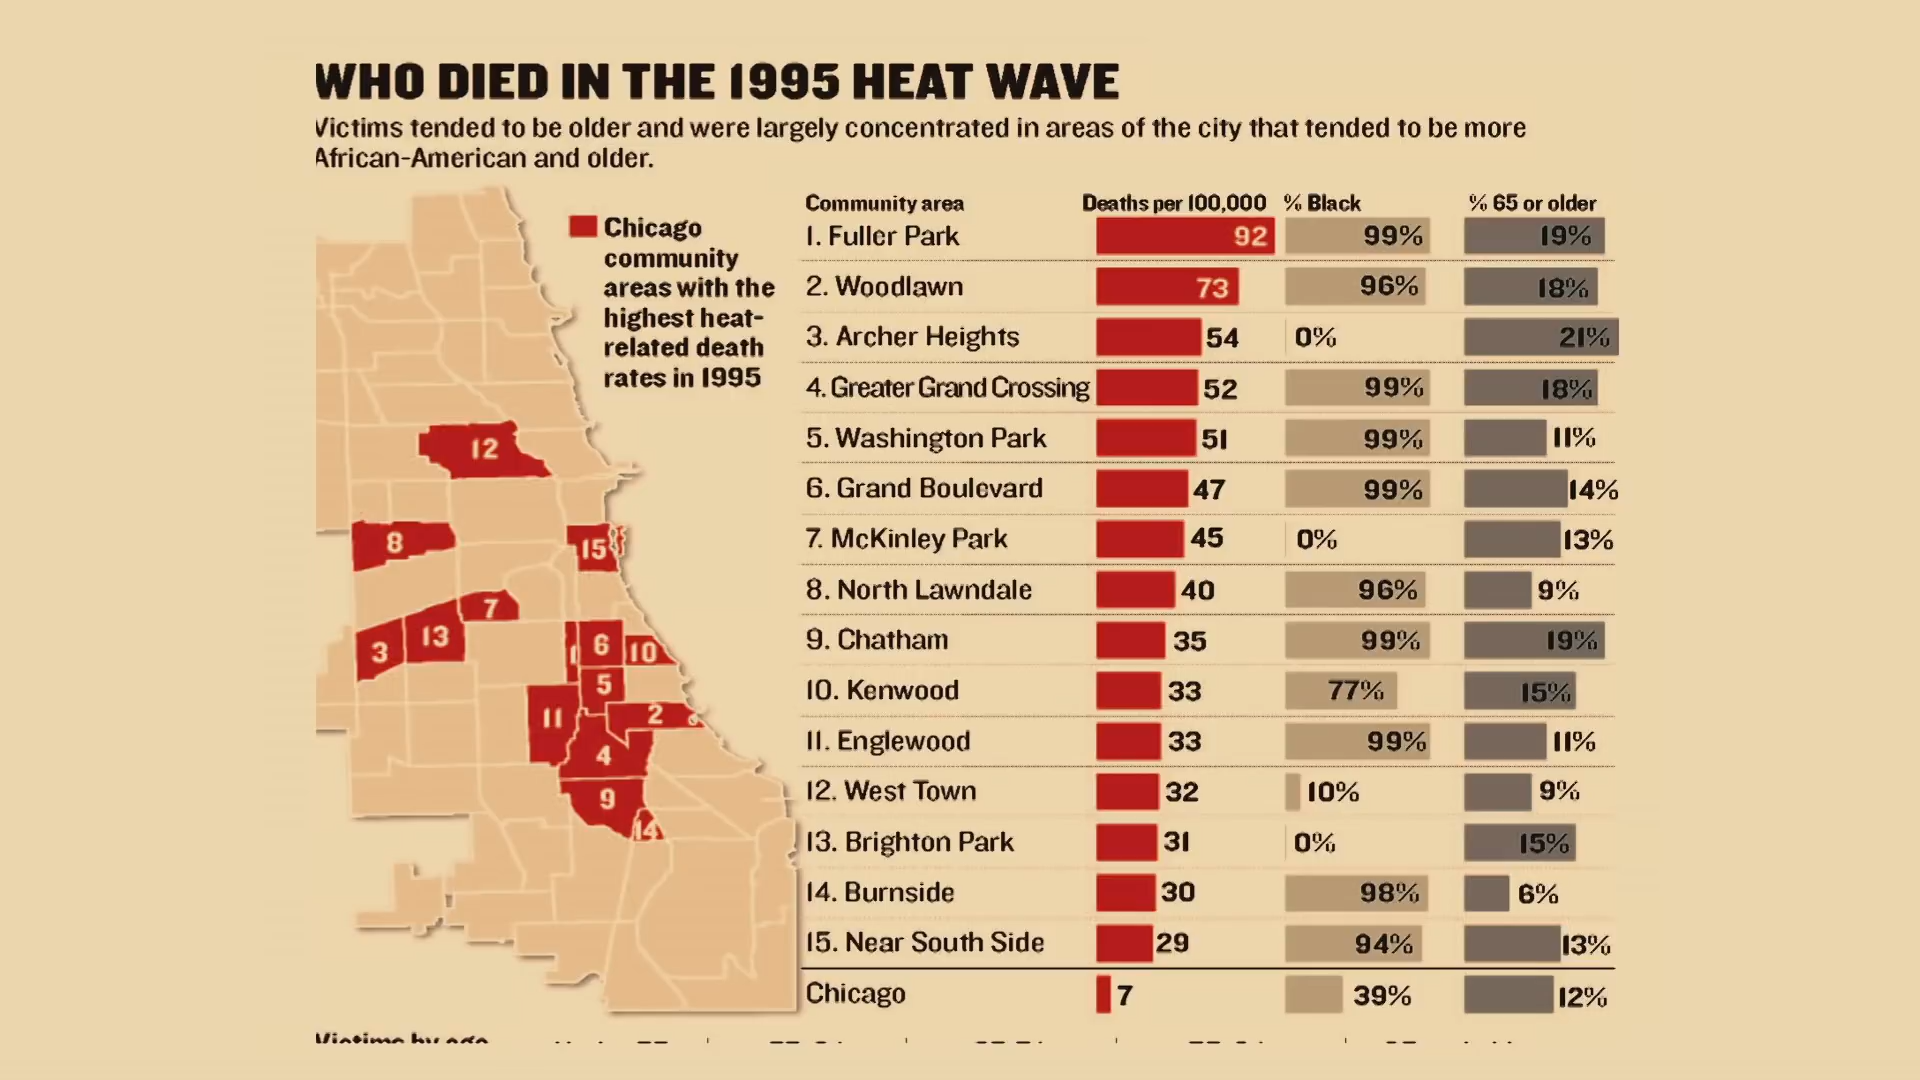 WHO DIED IN THE 1995 HEAT WAVE
Victims tended to be older and were largely concentrated in areas of the city that tended to be more
African-American and older.
Chicago
community
areas with the
highest heat-
related death
rates in 1995
12
8
15
7
3
13
1
6
10
5
11
2
4
9
14
Community area Deaths per 100,000 % Black % 65 or older
1. Fuller Park 92 99% 19%
2. Woodlawn 73 96% 18%
3. Archer Heights 54 0% 21%
4. Greater Grand Crossing 52 99% 18%
5. Washington Park 51 99% 11%
6. Grand Boulevard 47 99% 14%
7. McKinley Park 45 0% 13%
8. North Lawndale 40 96% 9%
9. Chatham 35 99% 19%
10. Kenwood 33 77% 15%
11. Englewood 33 99% 11%
12. West Town 32 10% 9%
13. Brighton Park 31 0% 15%
14. Burnside 30 98% 6%
15. Near South Side 29 94% 13%
Chicago 7 39% 12%
Victims by age